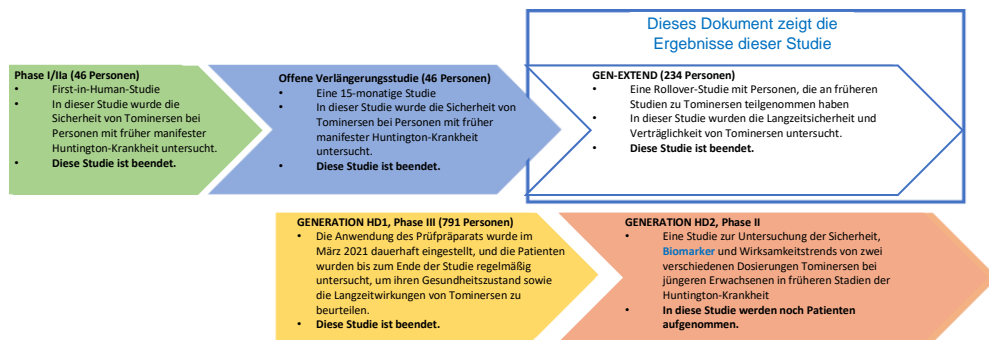 Dieses Dokument zeigt die
Ergebnisse dieser Studie
Phase I/IIa (46 Personen)
• First-in-Human-Studie
• In dieser Studie wurde die
Sicherheit von Tominersen bei
Personen mit früher manifester
Huntington-Krankheit untersucht.
• Diese Studie ist beendet.
Offene Verlängerungsstudie (46 Personen)
• Eine 15-monatige Studie
• In dieser Studie wurde die Sicherheit von
Tominersen bei Personen mit früher
manifester Huntington-Krankheit
untersucht.
• Diese Studie ist beendet.
GEN-EXTEND (234 Personen)
• Eine Rollover-Studie mit Personen, die an früheren
Studien zu Tominersen teilgenommen haben
• In dieser Studie wurden die Langzeitsicherheit und
Verträglichkeit von Tominersen untersucht.
• Diese Studie ist beendet.
GENERATION HD1, Phase III (791 Personen)
• Die Anwendung des Prüfpräparats wurde im
März 2021 dauerhaft eingestellt, und die Patienten
wurden bis zum Ende der Studie regelmäßig
untersucht, um ihren Gesundheitszustand sowie
die Langzeitwirkungen von Tominersen zu
beurteilen.
• Diese Studie ist beendet.
GENERATION HD2, Phase II
• Eine Studie zur Untersuchung der Sicherheit,
Biomarker und Wirksamkeitstrends von zwei
verschiedenen Dosierungen Tominersen bei
jüngeren Erwachsenen in früheren Stadien der
Huntington-Krankheit
• In diese Studie werden noch Patienten
aufgenommen.